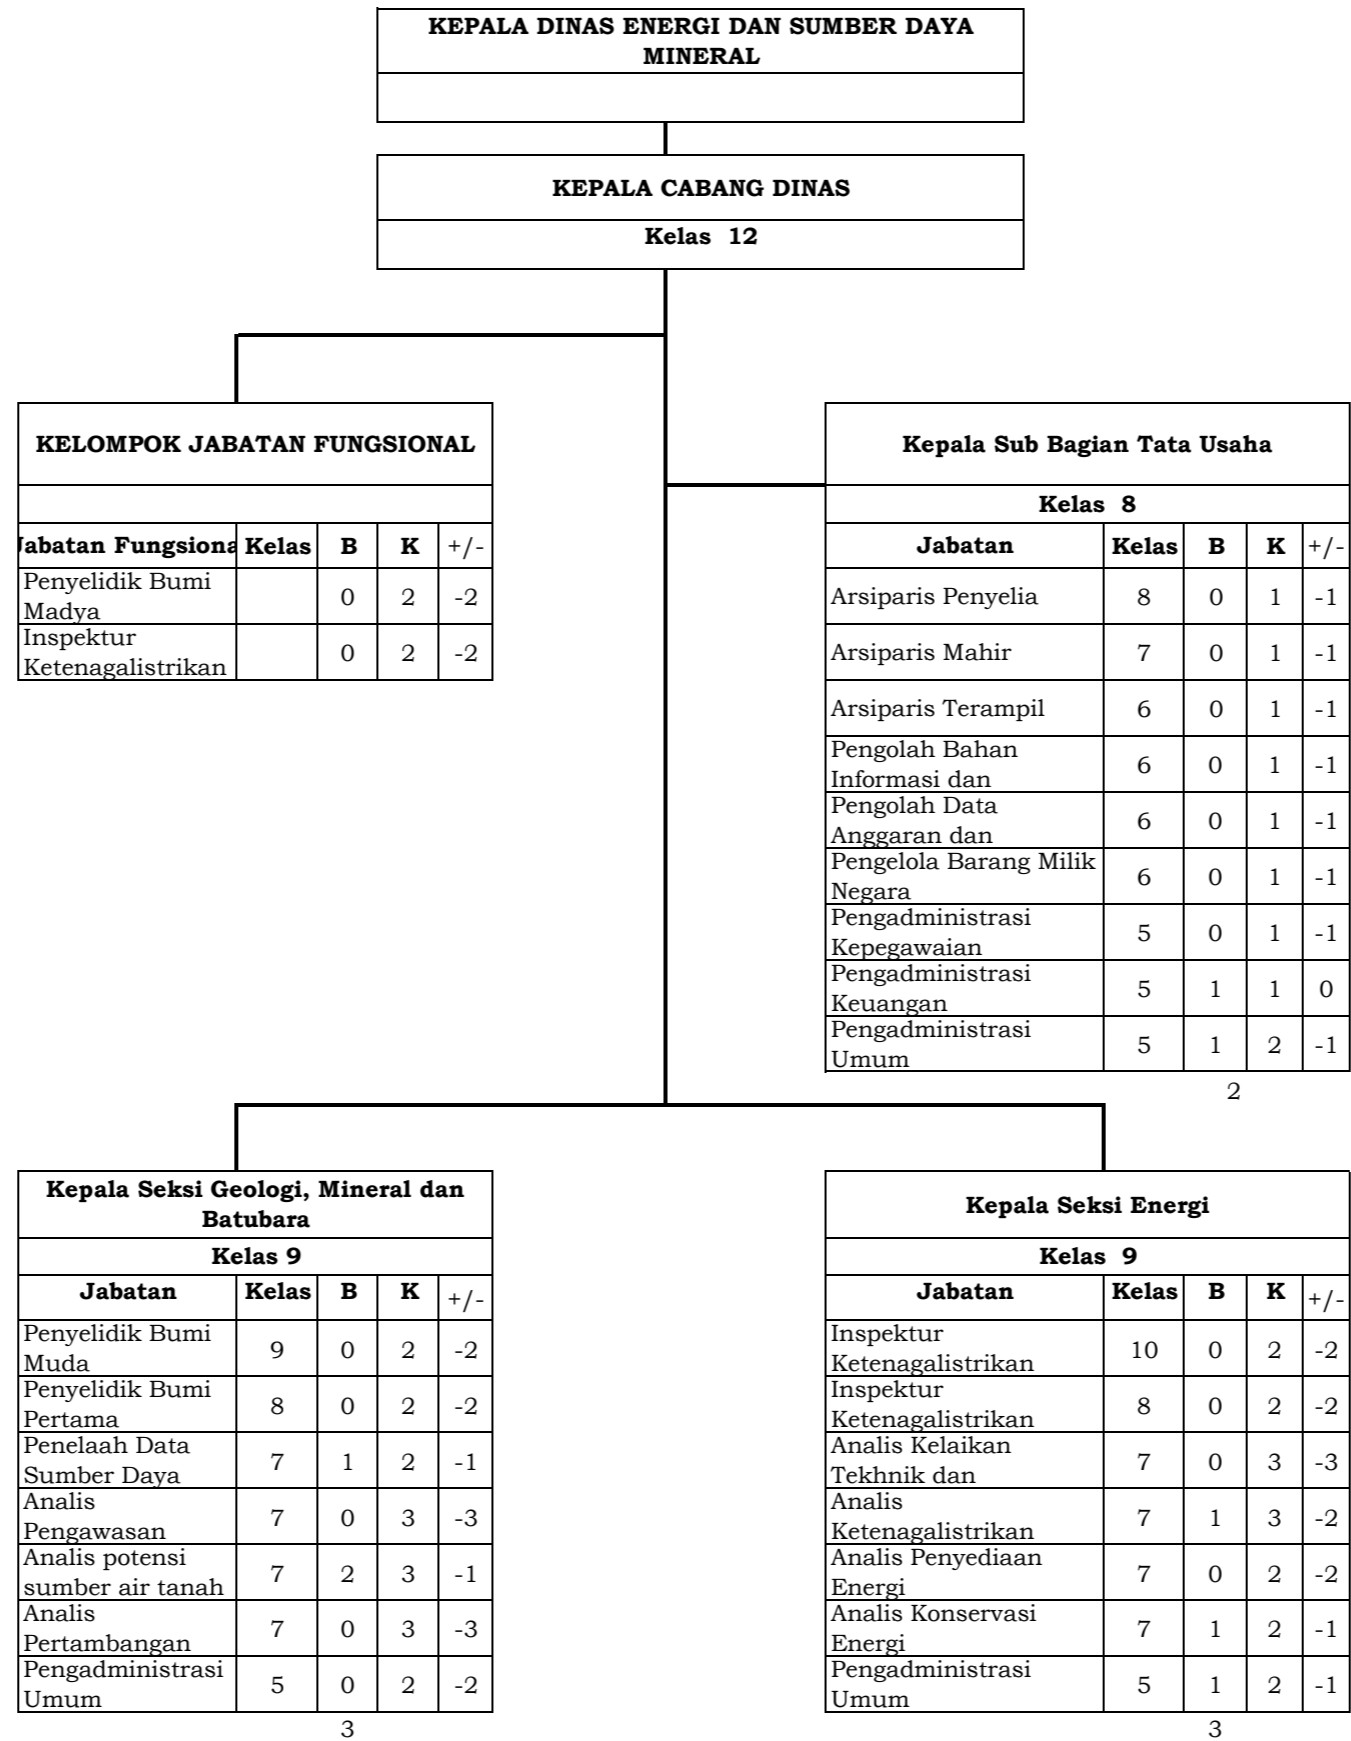 KEPALA DINAS ENERGI DAN SUMBER DAYA
MINERAL
KEPALA CABANG DINAS
Kelas 12
KELOMPOK JABATAN FUNGSIONAL
Jabatan Fungsiona Kelas B K +/-
Penyelidik Bumi
Madya 0 2 -2
Inspektur
Ketenagalistrikan 0 2 -2
Kepala Sub Bagian Tata Usaha
Kelas 8
Jabatan Kelas B K +/-
Arsiparis Penyelia 8 0 1 -1
Arsiparis Mahir 7 0 1 -1
Arsiparis Terampil 6 0 1 -1
Pengolah Bahan
Informasi dan 6 0 1 -1
Pengolah Data
Anggaran dan 6 0 1 -1
Pengelola Barang Milik
Negara 6 0 1 -1
Pengadministrasi
Kepegawaian 5 0 1 -1
Pengadministrasi
Keuangan 5 1 1 0
Pengadministrasi
Umum 5 1 2 -1
2
Kepala Seksi Geologi, Mineral dan
Batubara
Kelas 9
Jabatan Kelas B K +/-
Penyelidik Bumi
Muda 9 0 2 -2
Penyelidik Bumi
Pertama 8 0 2 -2
Penelaah Data
Sumber Daya 7 1 2 -1
Analis
Pengawasan 7 0 3 -3
Analis potensi
sumber air tanah 7 2 3 -1
Analis
Pertambangan 7 0 3 -3
Pengadministrasi
Umum 5 0 2 -2
3
Kepala Seksi Energi
Kelas 9
Jabatan Kelas B K +/-
Inspektur
Ketenagalistrikan 10 0 2 -2
Inspektur
Ketenagalistrikan 8 0 2 -2
Analis Kelaikan
Tekhnik dan 7 0 3 -3
Analis
Ketenagalistrikan 7 1 3 -2
Analis Penyediaan
Energi 7 0 2 -2
Analis Konservasi
Energi 7 1 2 -1
Pengadministrasi
Umum 5 1 2 -1
3